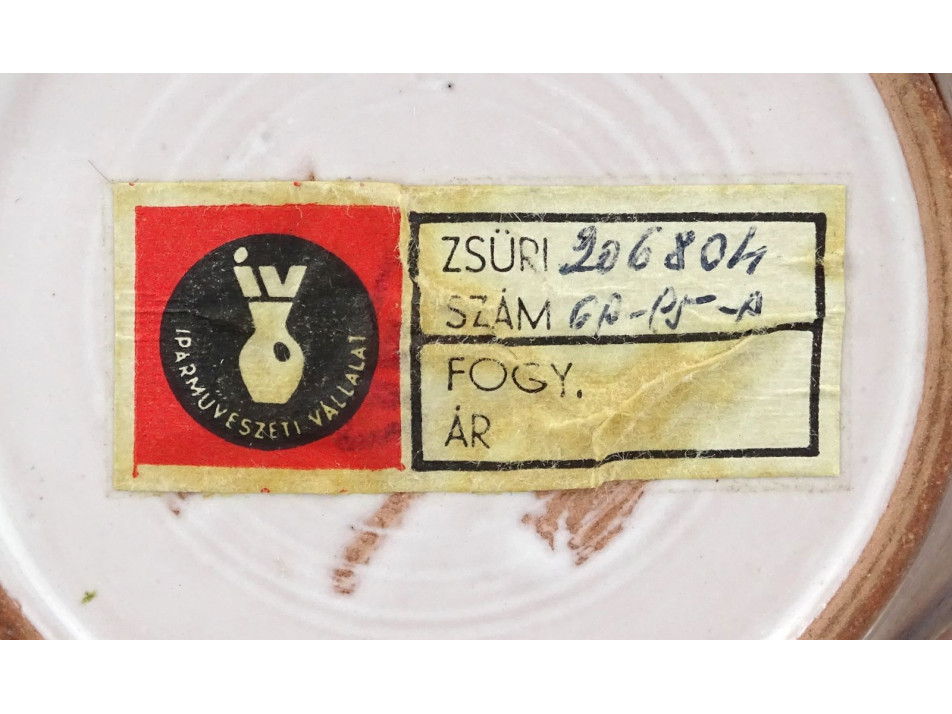 iv
IPARMŰVÉSZETI VÁLLALAT
ZSÜRI 206804
SZÁM
FOGY.
ÁR